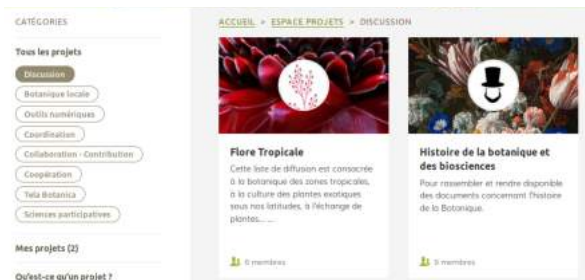 CATÉGORIES
Tous les projets
Discussion
Botanique locale
Outils numériques
Coordination
Collaboration - Contribution
Coopération
Tela Botanica
Sciences participatives
Mes projets (2)
Qu'est-ce qu'un projet ?
ACCUEIL > ESPACE PROJETS > DISCUSSION
Flore Tropicale
Cette liste de diffusion est consacrée
à la botanique des zones tropicales,
à la culture des plantes exotiques
sous nos latitudes, à l'échange de
plantes... ...
6 membres
Histoire de la botanique et
des biosciences
Pour rassembler et rendre disponible
des documents concernant l'histoire
de la Botanique.
9 membres